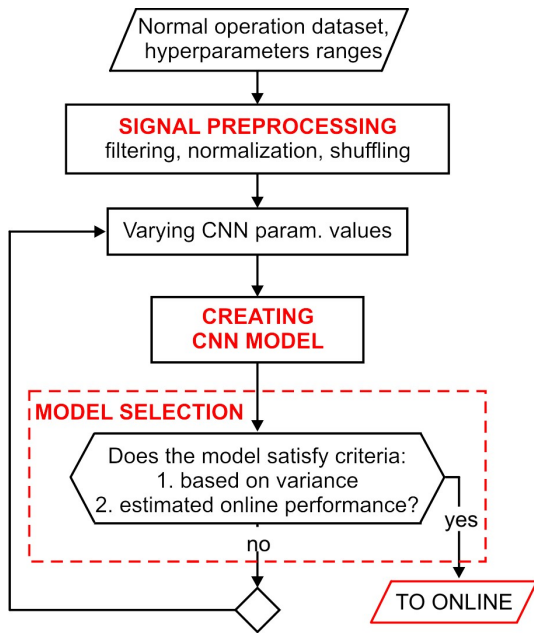 Normal operation dataset,
hyperparameters ranges
SIGNAL PREPROCESSING
filtering, normalization, shuffling
Varying CNN param. values
CREATING
CNN MODEL
MODEL SELECTION
Does the model satisfy criteria:
1. based on variance
2. estimated online performance?
yes
no
TO ONLINE